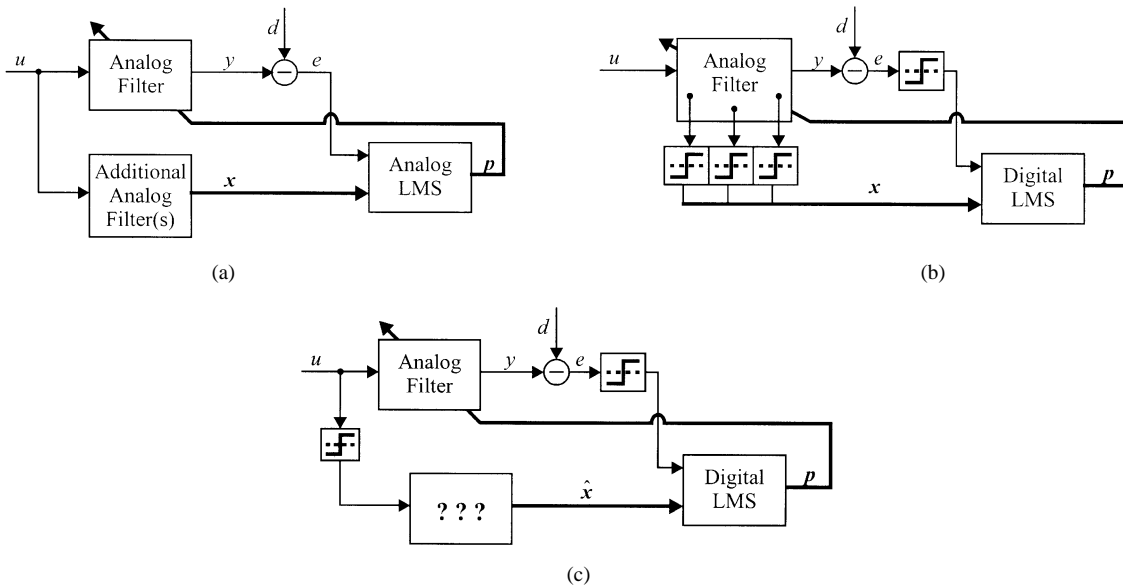 d
u
Analog
Filter
y
−
e
Additional
Analog
Filter(s)
x
Analog
LMS
p
(a)
d
u
Analog
Filter
y
−
e
x
Digital
LMS
p
(b)
d
u
Analog
Filter
y
−
e
? ? ?
x̂
Digital
LMS
p
(c)